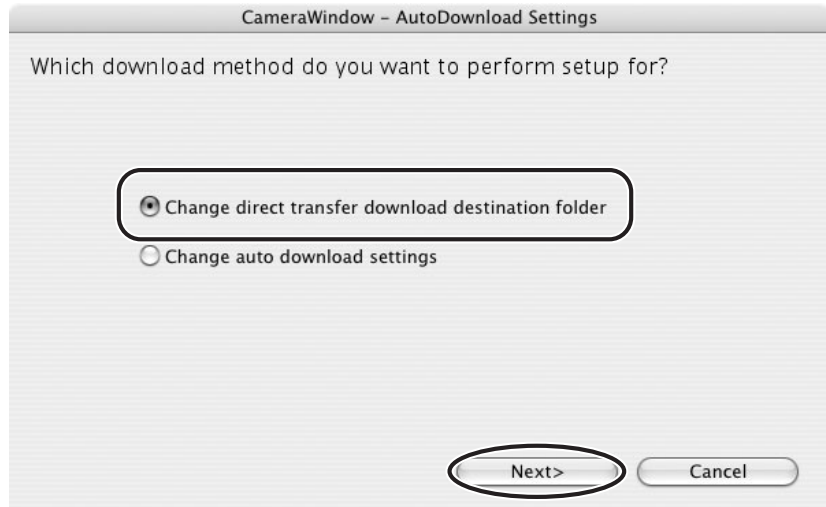 CameraWindow – AutoDownload Settings
Which download method do you want to perform setup for?
Change direct transfer download destination folder
Change auto download settings
Next>
Cancel